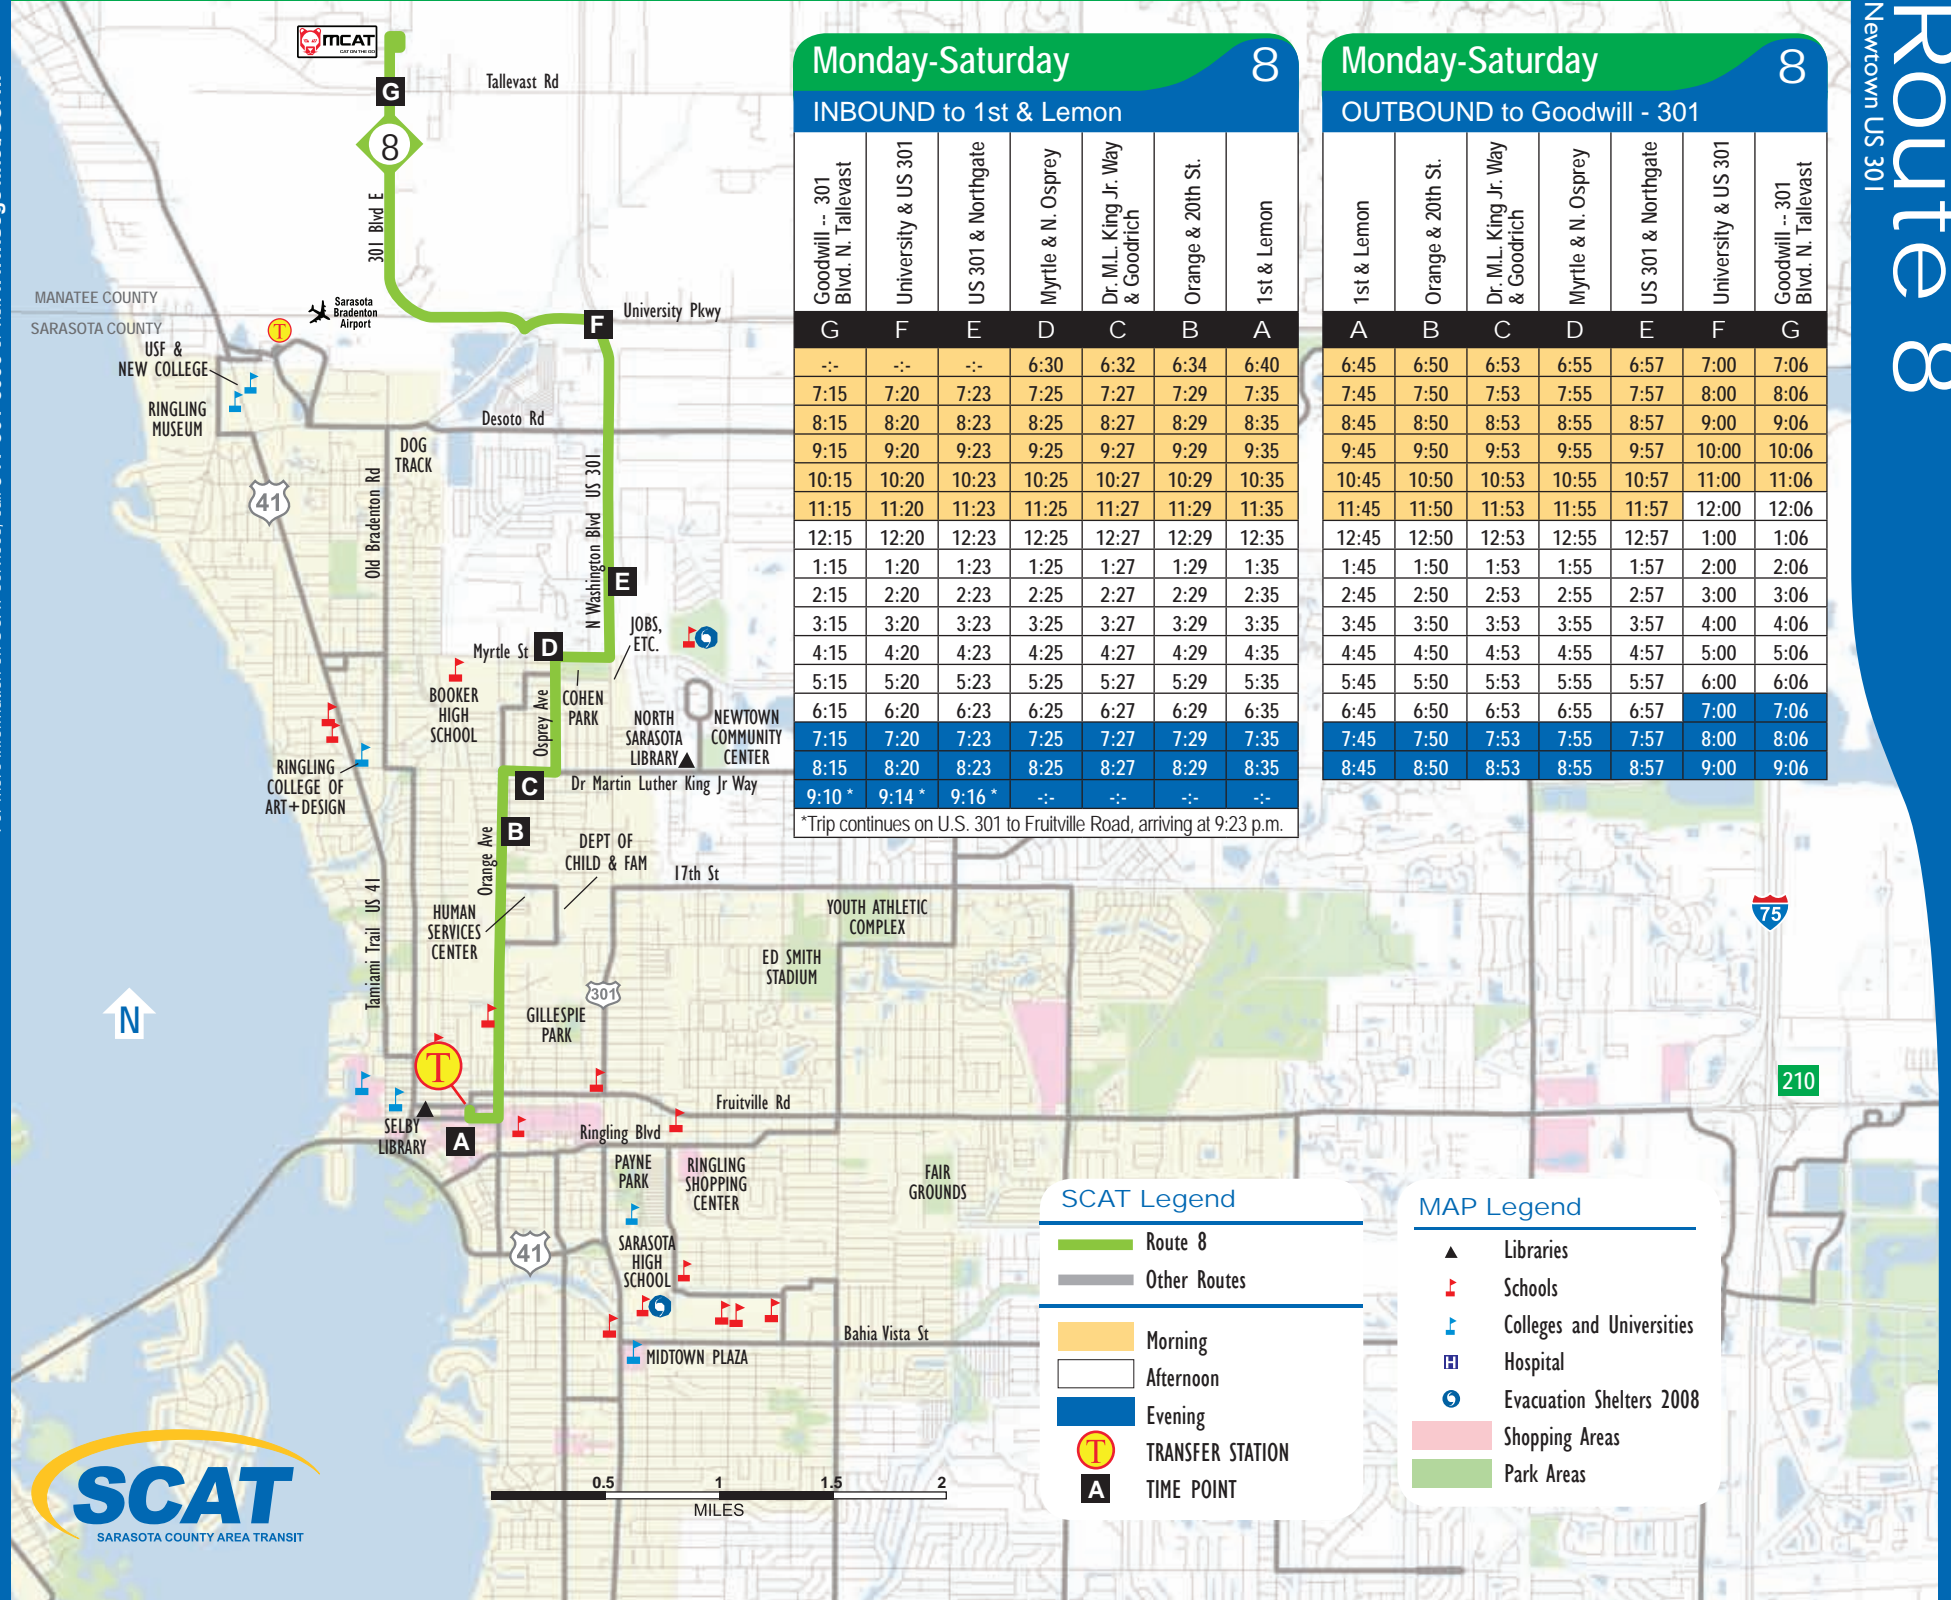 Route 8
Newtown US 301
MCAT
CAT ON THE GO
G
Tallevast Rd
8
301 Blvd E
MANATEE COUNTY
SARASOTA COUNTY
Sarasota
Bradenton
Airport
T
F
University Pkwy
USF &
NEW COLLEGE
RINGLING
MUSEUM
Desoto Rd
DOG
TRACK
41
Old Bradenton Rd
N Washington Blvd US 301
E
JOBS,
ETC.
Myrtle St
D
BOOKER
HIGH
SCHOOL
Osprey Ave
COHEN
PARK
NORTH
SARASOTA
LIBRARY
NEWTOWN
COMMUNITY
CENTER
RINGLING
COLLEGE OF
ART+DESIGN
C
Dr Martin Luther King Jr Way
B
Orange Ave
DEPT OF
CHILD & FAM
17th St
Tamiami Trail US 41
HUMAN
SERVICES
CENTER
YOUTH ATHLETIC
COMPLEX
ED SMITH
STADIUM
301
75
N
GILLESPIE
PARK
T
210
Fruitville Rd
SELBY
LIBRARY
A
Ringling Blvd
PAYNE
PARK
RINGLING
SHOPPING
CENTER
FAIR
GROUNDS
41
SARASOTA
HIGH
SCHOOL
Bahia Vista St
MIDTOWN PLAZA
0.5 1 1.5 2
MILES
SCAT
SARASOTA COUNTY AREA TRANSIT
Monday-Saturday 8
INBOUND to 1st & Lemon
Goodwill -- 301
Blvd. N. Tallevast
University & US 301
US 301 & Northgate
Myrtle & N. Osprey
Dr. M.L. King Jr. Way
& Goodrich
Orange & 20th St.
1st & Lemon
G F E D C B A
-:- -:- -:- 6:30 6:32 6:34 6:40
7:15 7:20 7:23 7:25 7:27 7:29 7:35
8:15 8:20 8:23 8:25 8:27 8:29 8:35
9:15 9:20 9:23 9:25 9:27 9:29 9:35
10:15 10:20 10:23 10:25 10:27 10:29 10:35
11:15 11:20 11:23 11:25 11:27 11:29 11:35
12:15 12:20 12:23 12:25 12:27 12:29 12:35
1:15 1:20 1:23 1:25 1:27 1:29 1:35
2:15 2:20 2:23 2:25 2:27 2:29 2:35
3:15 3:20 3:23 3:25 3:27 3:29 3:35
4:15 4:20 4:23 4:25 4:27 4:29 4:35
5:15 5:20 5:23 5:25 5:27 5:29 5:35
6:15 6:20 6:23 6:25 6:27 6:29 6:35
7:15 7:20 7:23 7:25 7:27 7:29 7:35
8:15 8:20 8:23 8:25 8:27 8:29 8:35
9:10 * 9:14 * 9:16 * -:- -:- -:- -:-
*Trip continues on U.S. 301 to Fruitville Road, arriving at 9:23 p.m.
Monday-Saturday 8
OUTBOUND to Goodwill - 301
1st & Lemon
Orange & 20th St.
Dr. M.L. King Jr. Way
& Goodrich
Myrtle & N. Osprey
US 301 & Northgate
University & US 301
Goodwill -- 301
Blvd. N. Tallevast
A B C D E F G
6:45 6:50 6:53 6:55 6:57 7:00 7:06
7:45 7:50 7:53 7:55 7:57 8:00 8:06
8:45 8:50 8:53 8:55 8:57 9:00 9:06
9:45 9:50 9:53 9:55 9:57 10:00 10:06
10:45 10:50 10:53 10:55 10:57 11:00 11:06
11:45 11:50 11:53 11:55 11:57 12:00 12:06
12:45 12:50 12:53 12:55 12:57 1:00 1:06
1:45 1:50 1:53 1:55 1:57 2:00 2:06
2:45 2:50 2:53 2:55 2:57 3:00 3:06
3:45 3:50 3:53 3:55 3:57 4:00 4:06
4:45 4:50 4:53 4:55 4:57 5:00 5:06
5:45 5:50 5:53 5:55 5:57 6:00 6:06
6:45 6:50 6:53 6:55 6:57 7:00 7:06
7:45 7:50 7:53 7:55 7:57 8:00 8:06
8:45 8:50 8:53 8:55 8:57 9:00 9:06
SCAT Legend
Route 8
Other Routes
Morning
Afternoon
Evening
T TRANSFER STATION
A TIME POINT
MAP Legend
Libraries
Schools
Colleges and Universities
H Hospital
Evacuation Shelters 2008
Shopping Areas
Park Areas